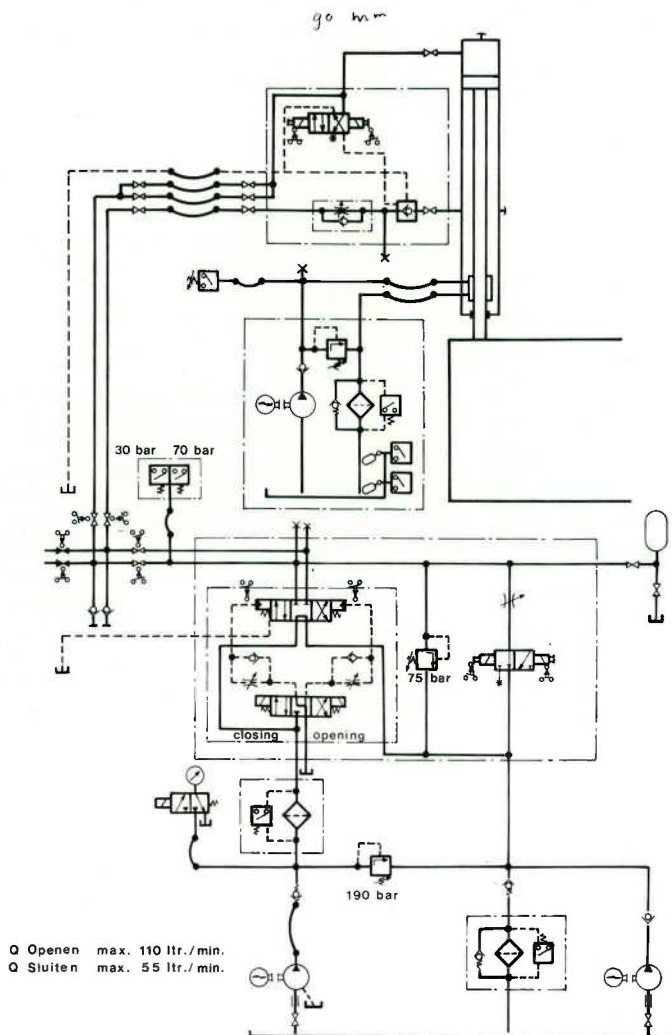 90 mm
30 bar 70 bar
75 bar
closing opening
190 bar
Q Openen max. 110 ltr./min.
Q Sluiten max. 55 ltr./min.